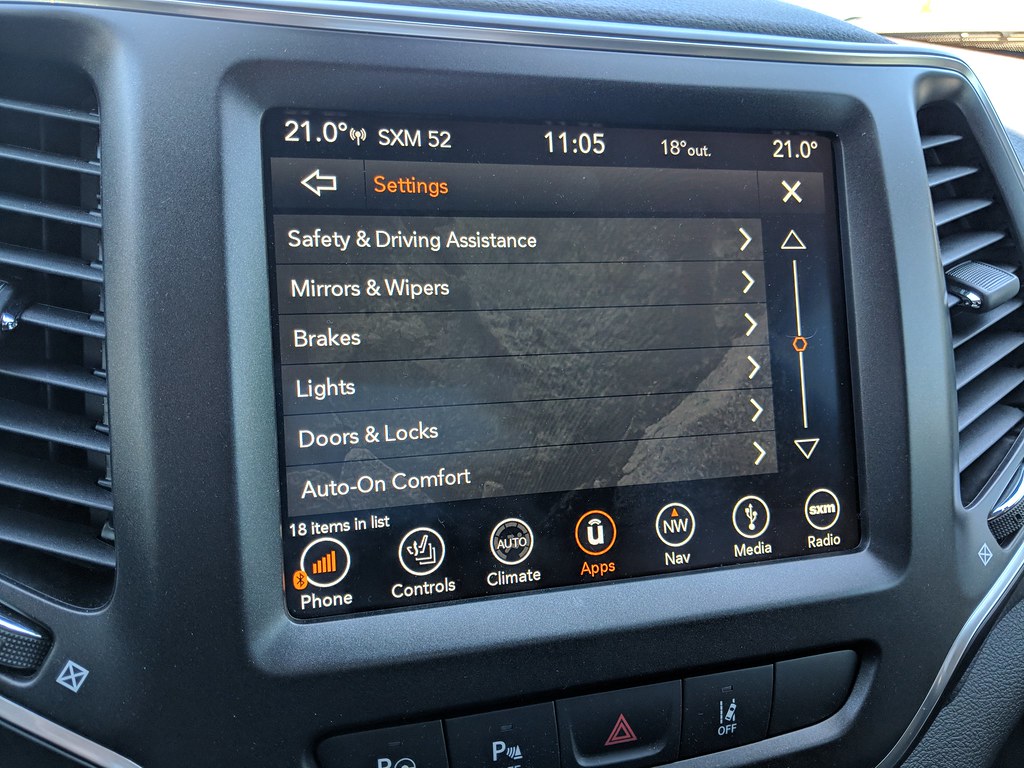 21.0° SXM 52 11:05 18°out. 21.0°
Settings
Safety & Driving Assistance
Mirrors & Wipers
Brakes
Lights
Doors & Locks
Auto-On Comfort
18 items in list
AUTO NW sxm
Phone Controls Climate Apps Nav Media Radio
P OFF